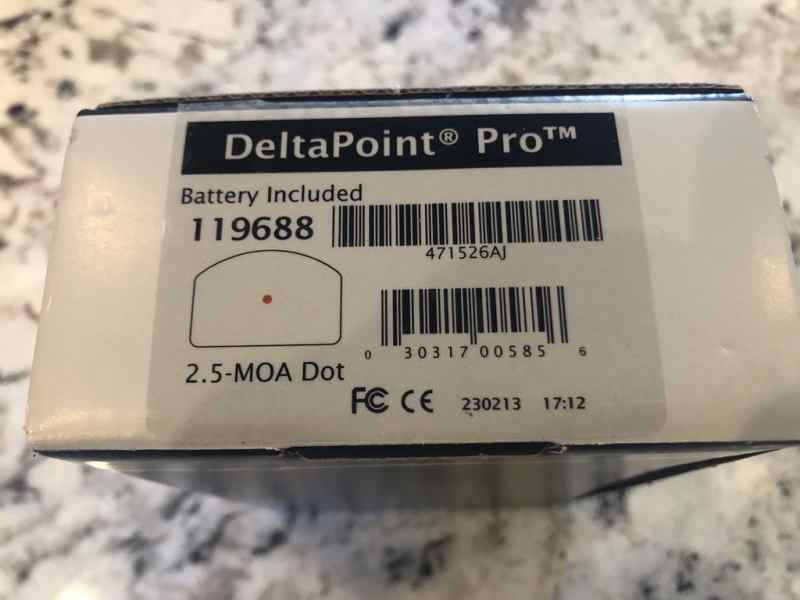 DeltaPoint® Pro™
Battery Included
119688
471526AJ
0 30317 00585 6
2.5-MOA Dot
FC CE 230213 17:12